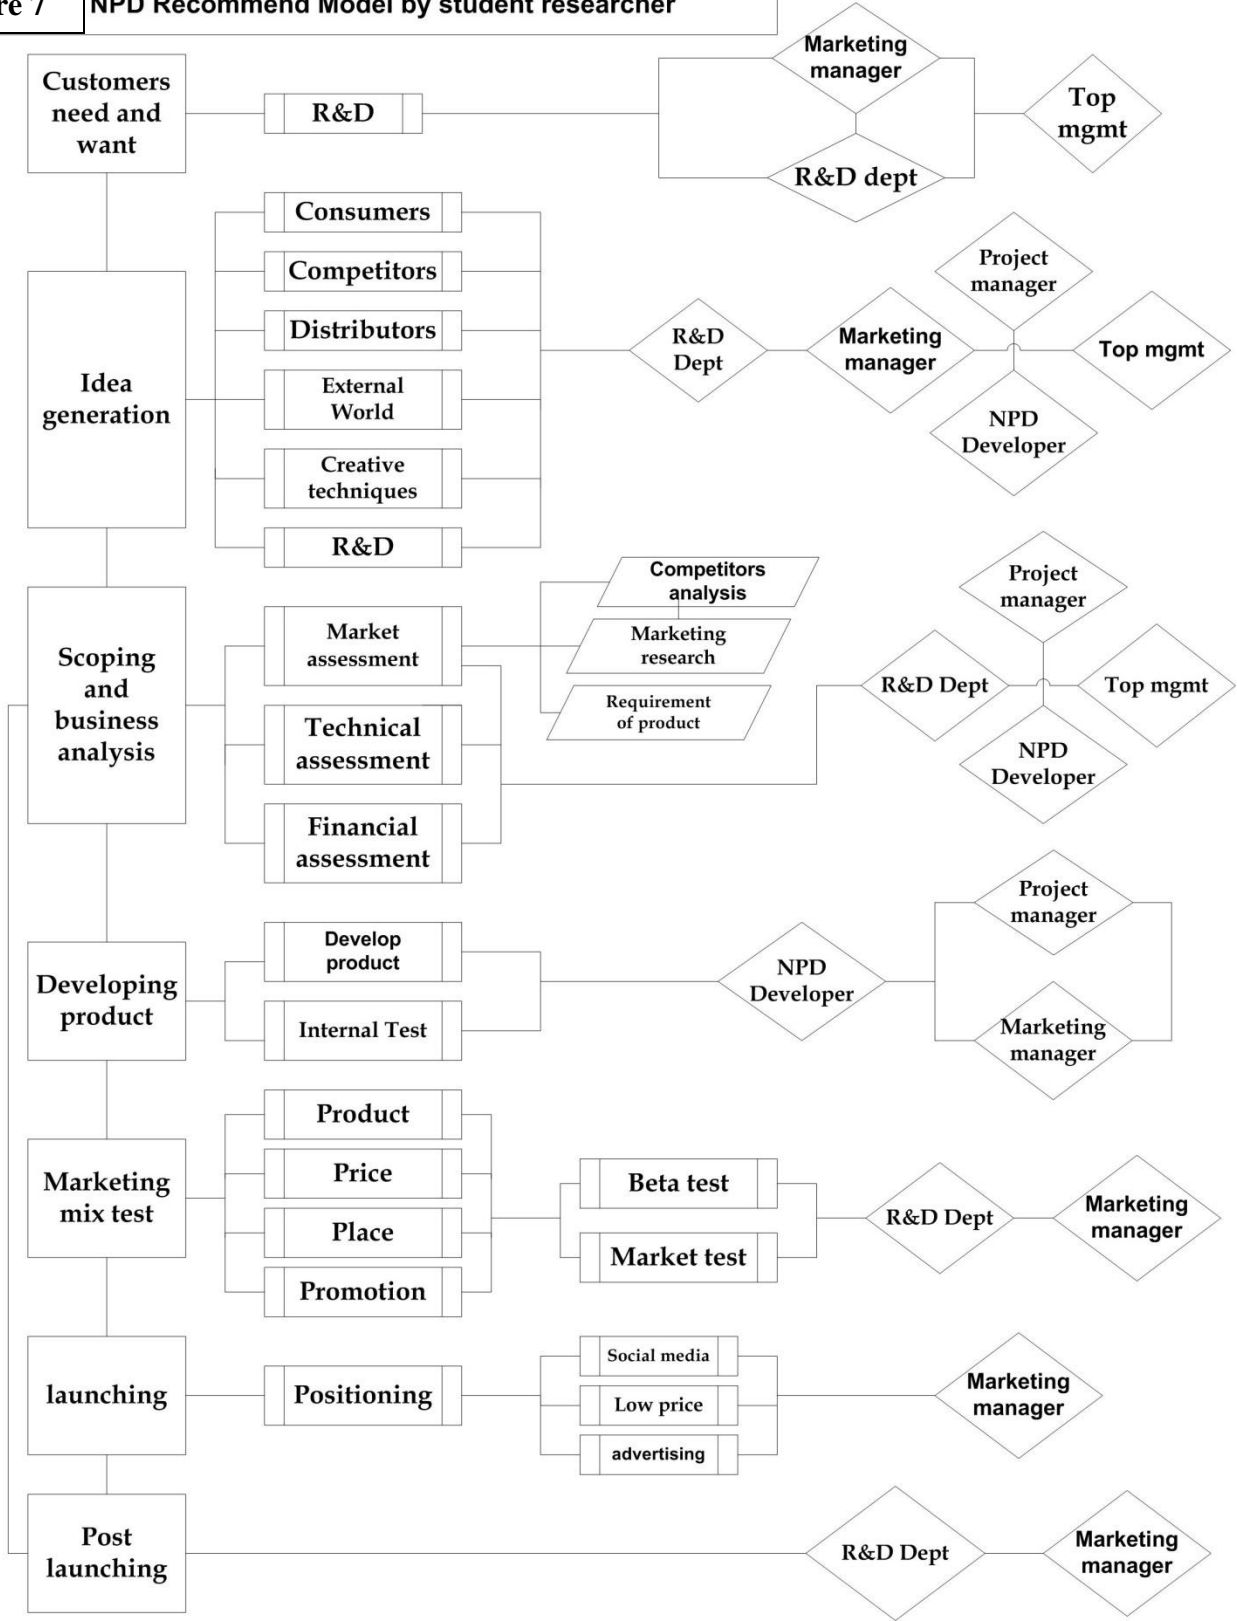 re 7
NPD Recommend Model by student researcher
Customers
need and
want
R&D
Marketing
manager
R&D dept
Top
mgmt
Idea
generation
Consumers
Competitors
Distributors
External
World
Creative
techniques
R&D
R&D
Dept
Marketing
manager
Project
manager
NPD
Developer
Top mgmt
Scoping
and
business
analysis
Market
assessment
Technical
assessment
Financial
assessment
Competitors
analysis
Marketing
research
Requirement
of product
R&D Dept
Project
manager
NPD
Developer
Top mgmt
Developing
product
Develop
product
Internal Test
NPD
Developer
Project
manager
Marketing
manager
Marketing
mix test
Product
Price
Place
Promotion
Beta test
Market test
R&D Dept
Marketing
manager
launching
Positioning
Social media
Low price
advertising
Marketing
manager
Post
launching
R&D Dept
Marketing
manager